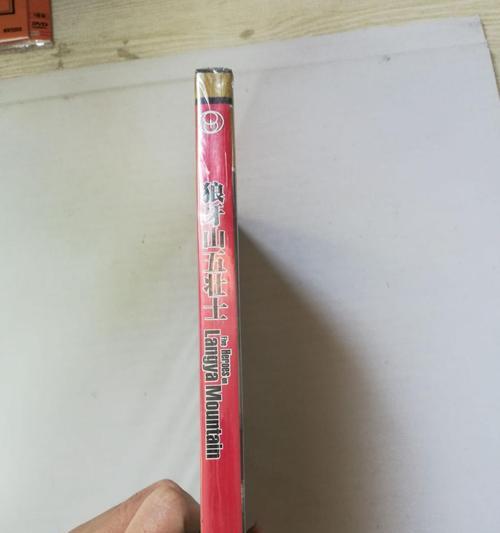 狼牙山五壮士
The Heroes in
Langya Mountain